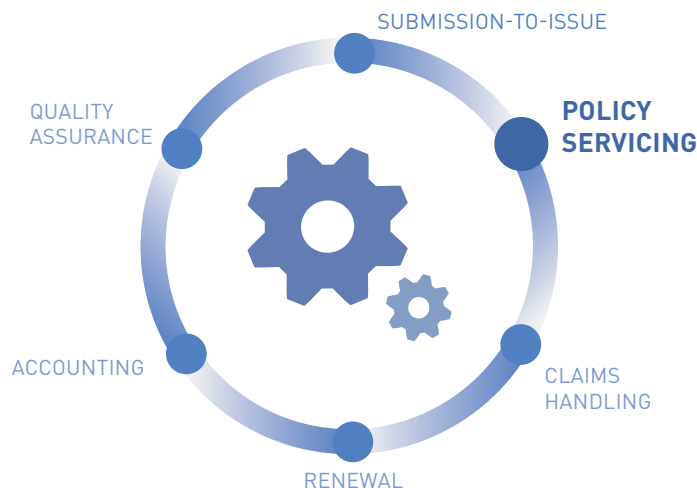 SUBMISSION-TO-ISSUE
POLICY
SERVICING
CLAIMS
HANDLING
RENEWAL
ACCOUNTING
QUALITY
ASSURANCE